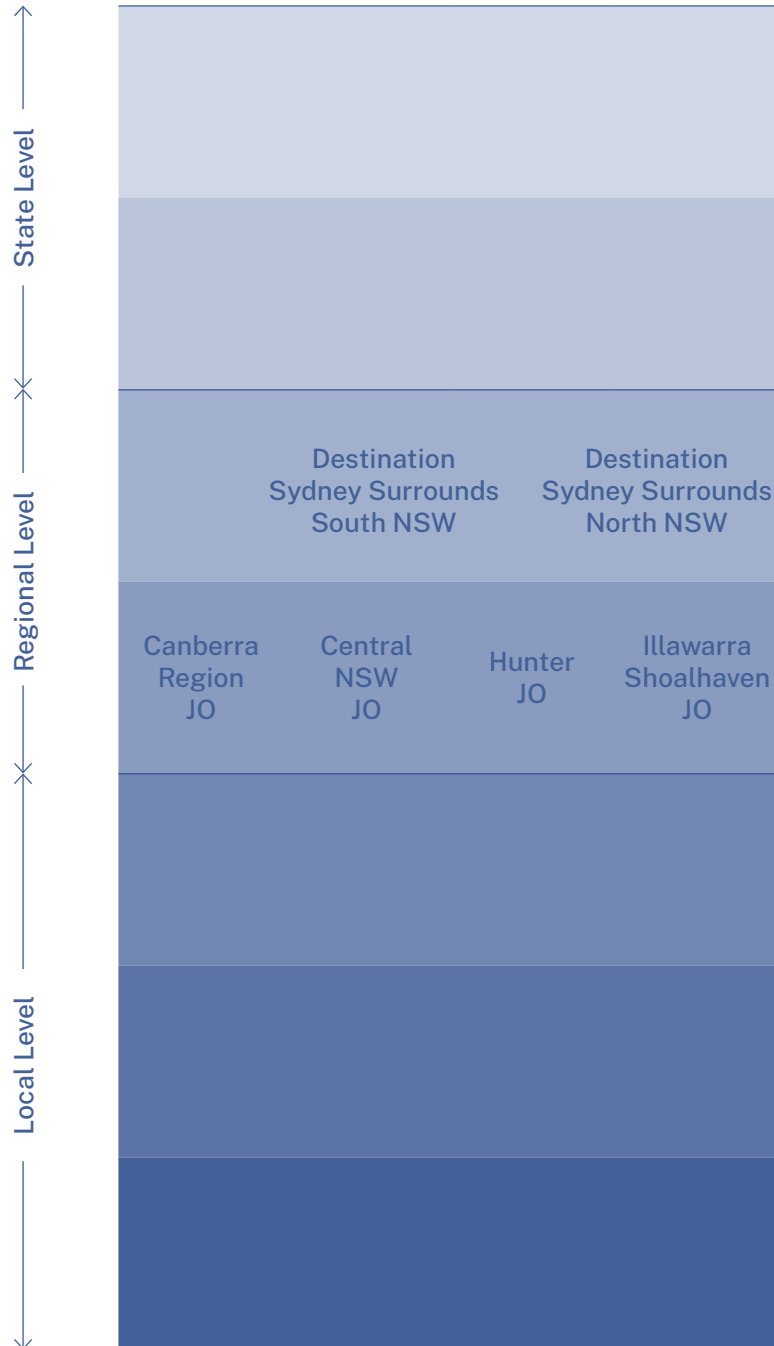 State Level
Regional Level
Destination
Sydney Surrounds
South NSW
Destination
Sydney Surrounds
North NSW
Canberra
Region
JO
Central
NSW
JO
Hunter
JO
Illawarra
Shoalhaven
JO
Local Level